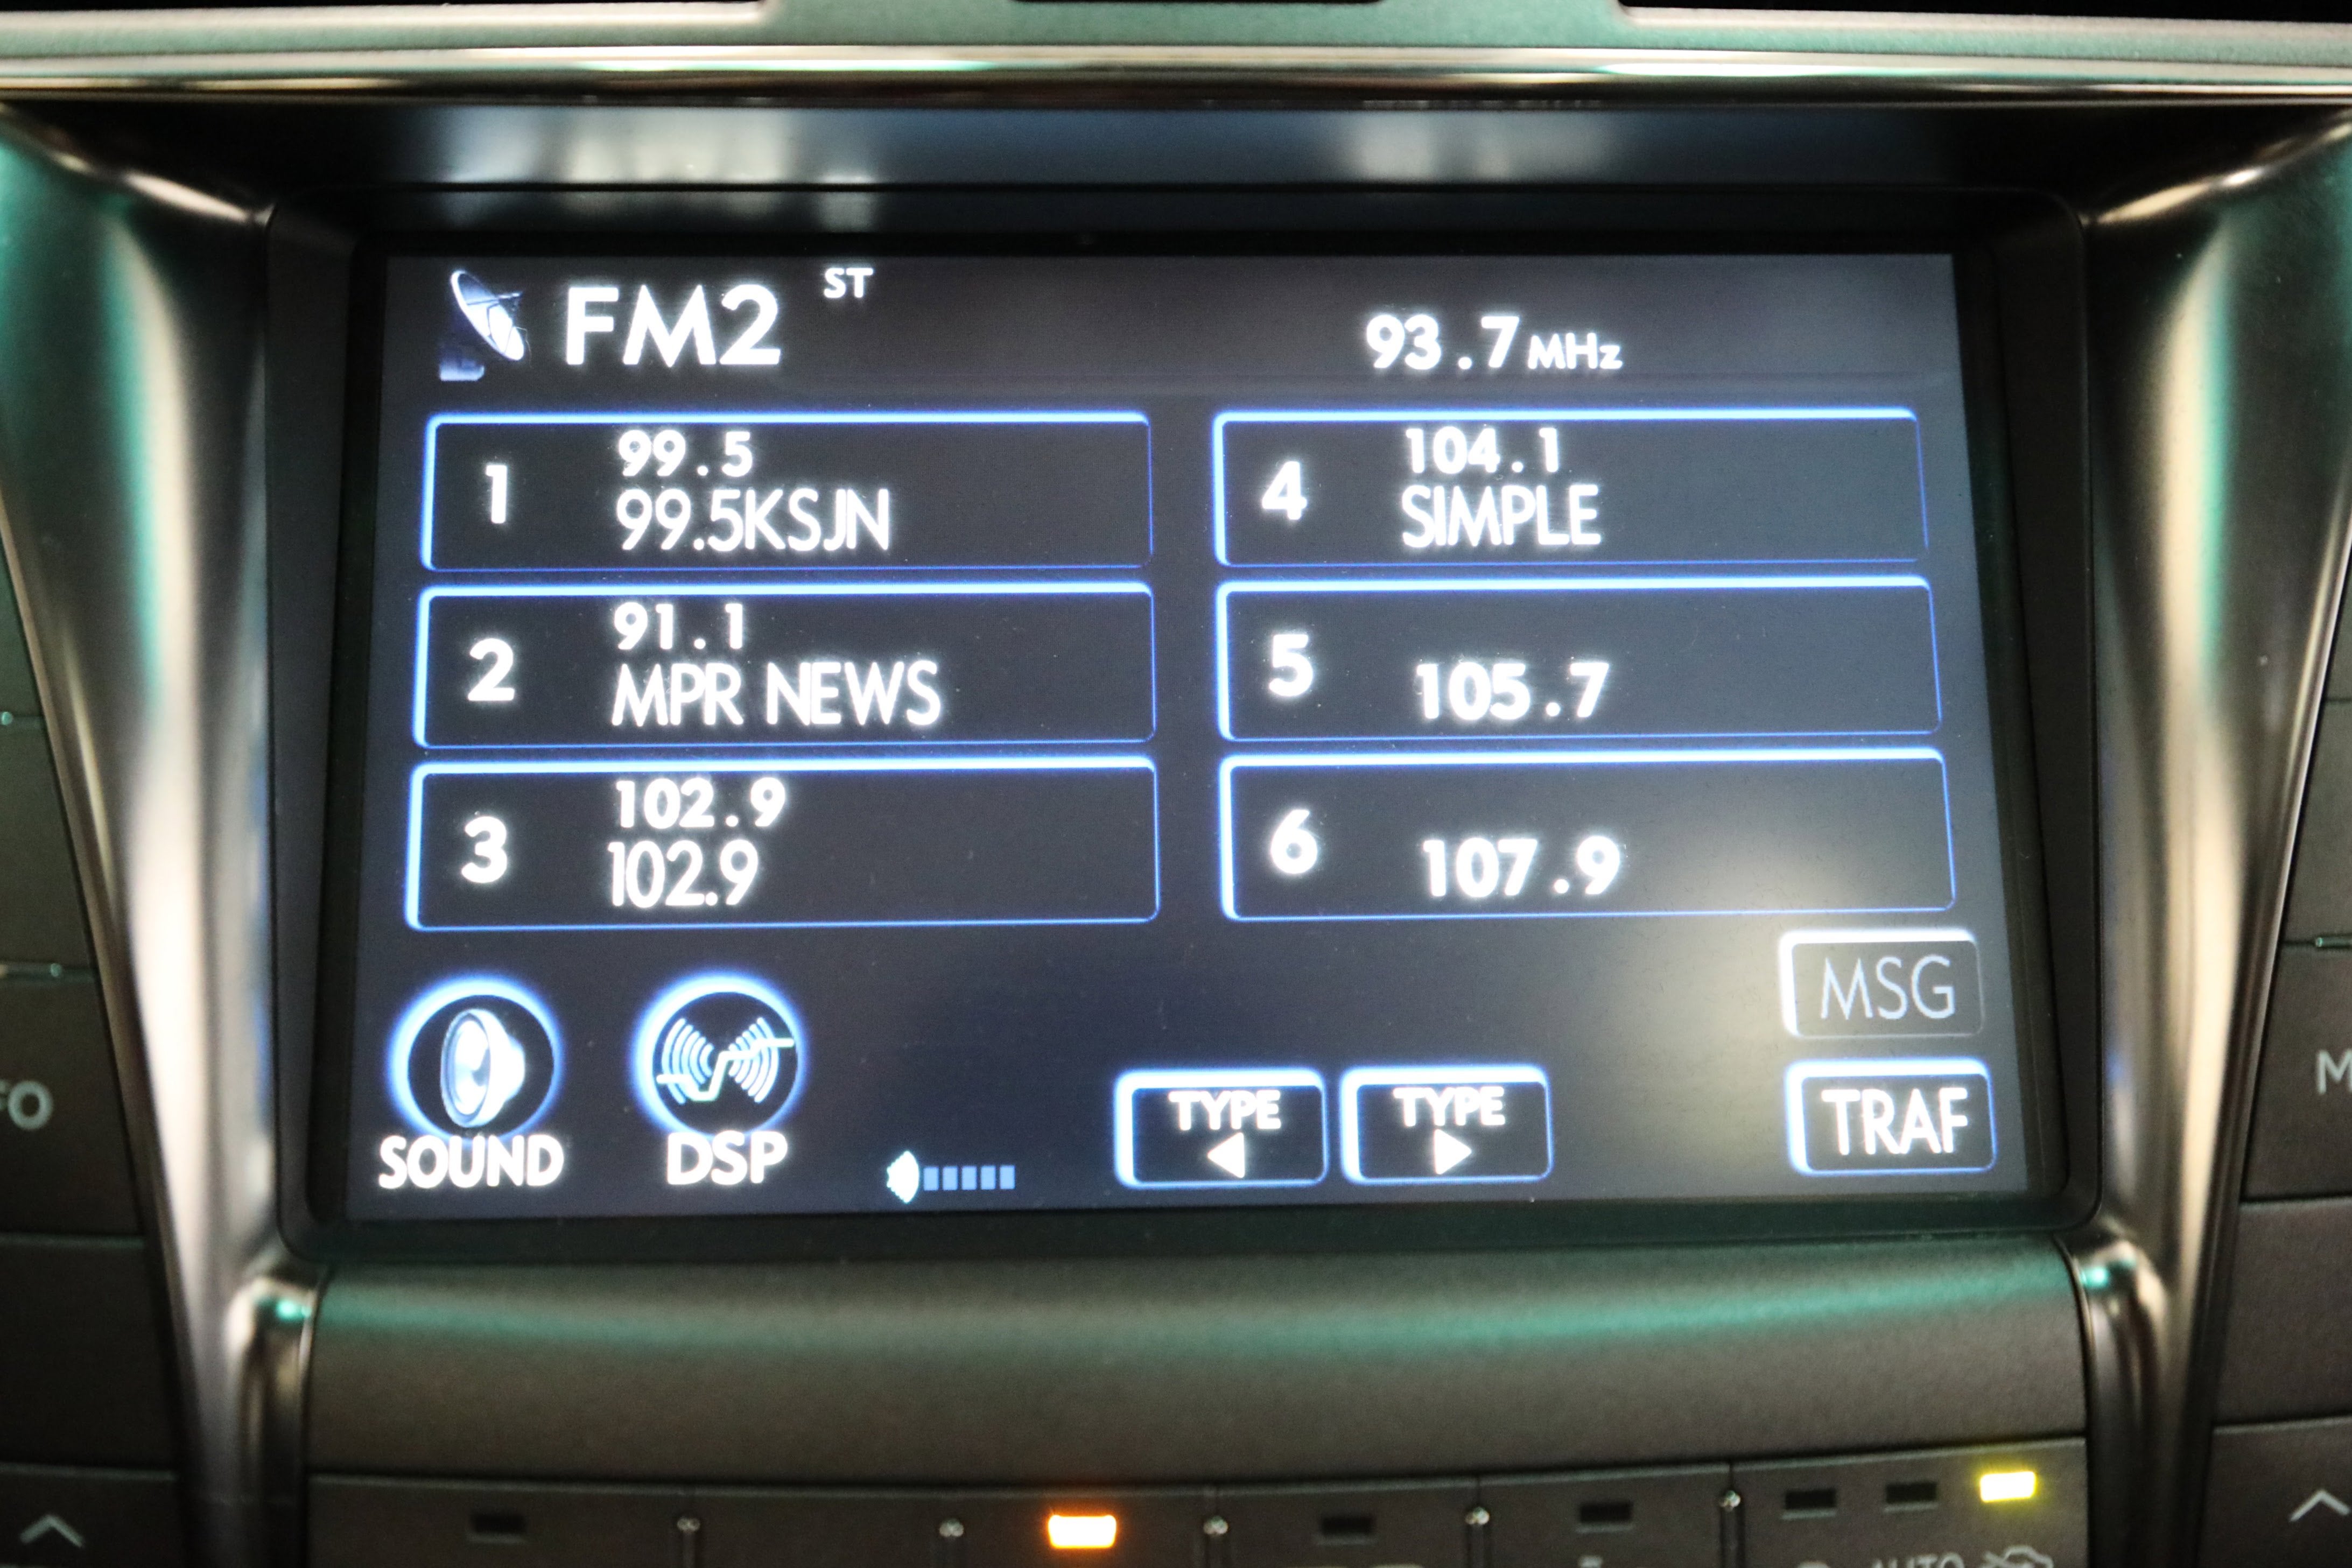 FM2 ST
93.7MHz
1 99.5
99.5KSJN
2 91.1
MPR NEWS
3 102.9
102.9
4 104.1
SIMPLE
5 105.7
6 107.9
MSG
SOUND
DSP
TYPE
TYPE
TRAF
AUTO